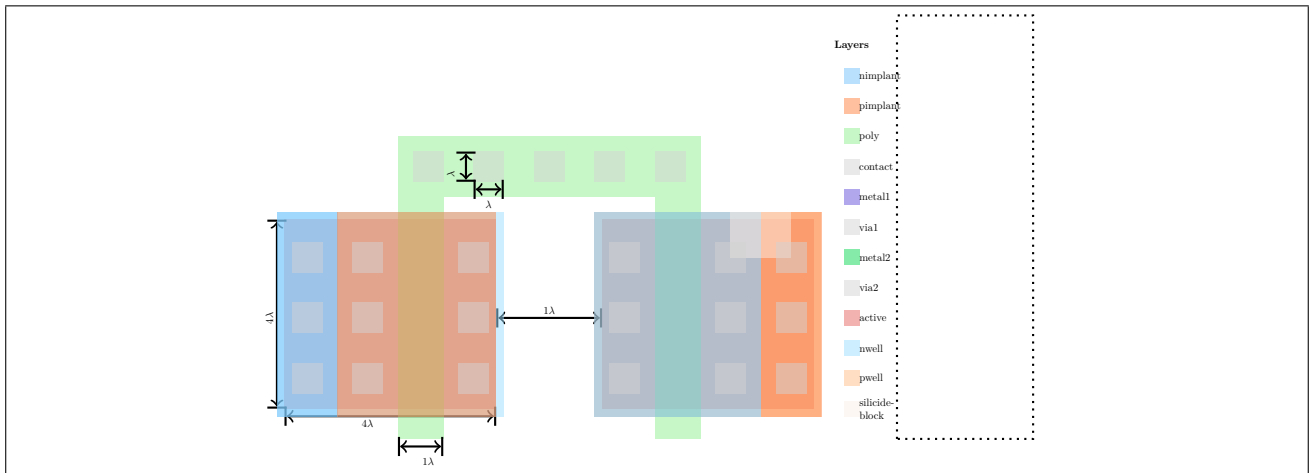 Layers
nimplant
pimplant
poly
contact
metal1
via1
metal2
via2
active
nwell
pwell
silicide-
block
λ
λ
4λ
1λ
4λ
1λ